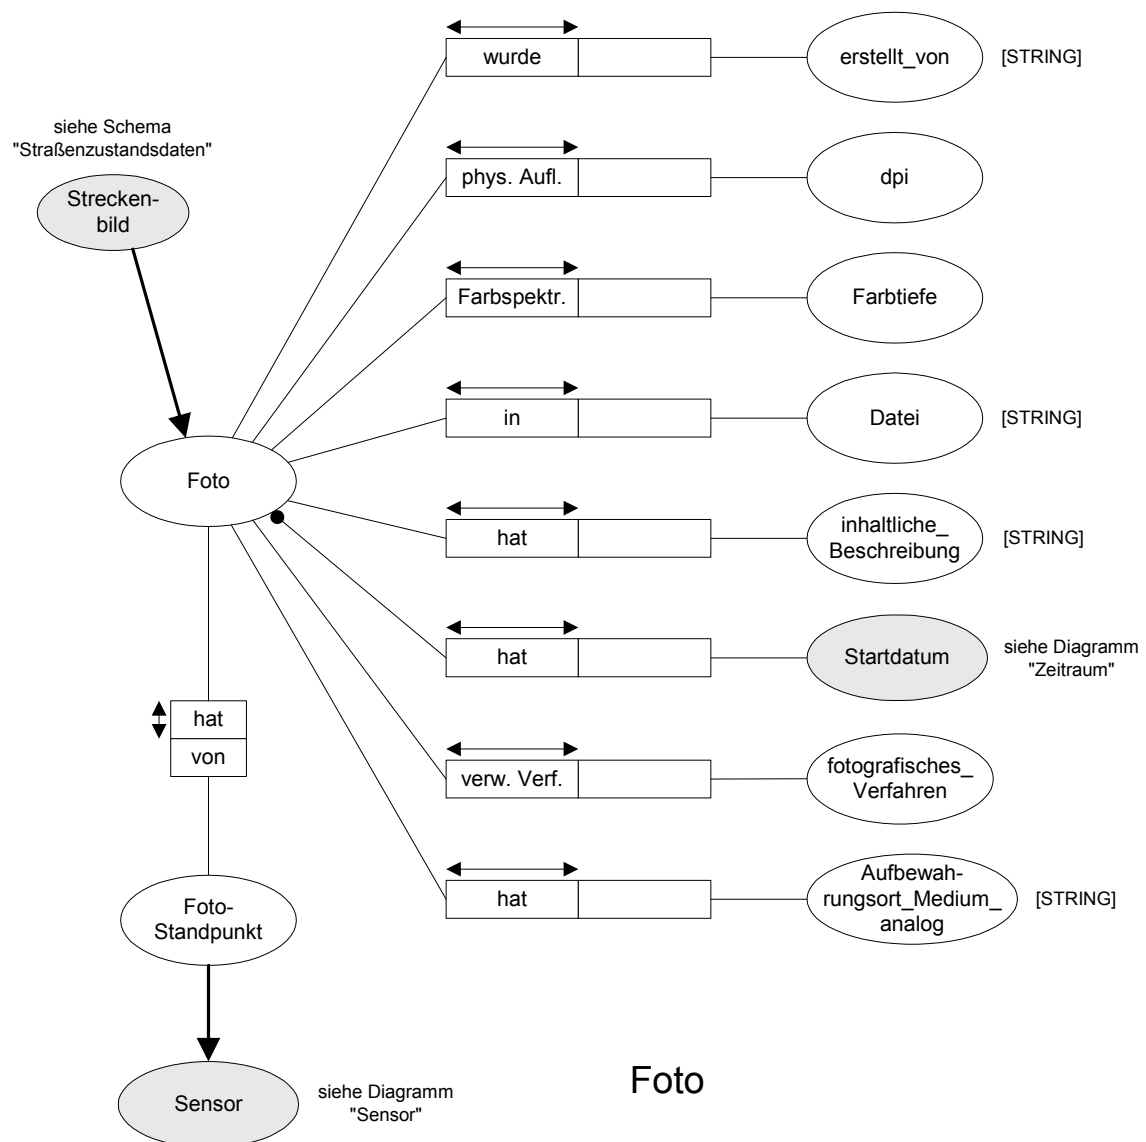 wurde
erstellt_von
[STRING]
siehe Schema
"Straßenzustandsdaten"
Strecken-
bild
phys. Aufl.
dpi
Farbspektr.
Farbtiefe
in
Datei
[STRING]
Foto
hat
inhaltliche_
Beschreibung
[STRING]
hat
Startdatum
siehe Diagramm
"Zeitraum"
hat
von
verw. Verf.
fotografisches_
Verfahren
hat
Aufbewah-
rungsort_Medium_
analog
[STRING]
Foto-
Standpunkt
Sensor
siehe Diagramm
"Sensor"
Foto